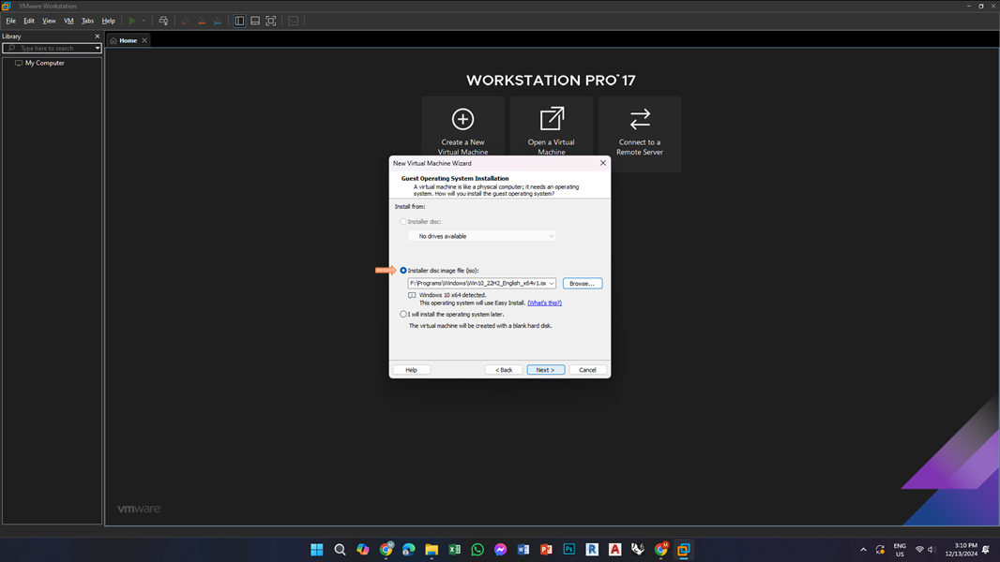 VMware Workstation
File Edit View VM Tabs Help
Library
Type here to search
My Computer
Home
WORKSTATION PRO™ 17
Create a New
Virtual Machine
Open a Virtual
Machine
Connect to a
Remote Server
New Virtual Machine Wizard
Guest Operating System Installation
A virtual machine is like a physical computer; it needs an operating
system. How will you install the guest operating system?
Install from:
Installer disc:
No drives available
Installer disc image file (iso):
F:\Programs\Windows\Win10_22H2_English_x64v1.iso
Browse...
Windows 10 x64 detected.
This operating system will use Easy Install. (What's this?)
I will install the operating system later.
The virtual machine will be created with a blank hard disk.
Help
< Back
Next >
Cancel
vmware
ENG
US
3:10 PM
12/13/2024